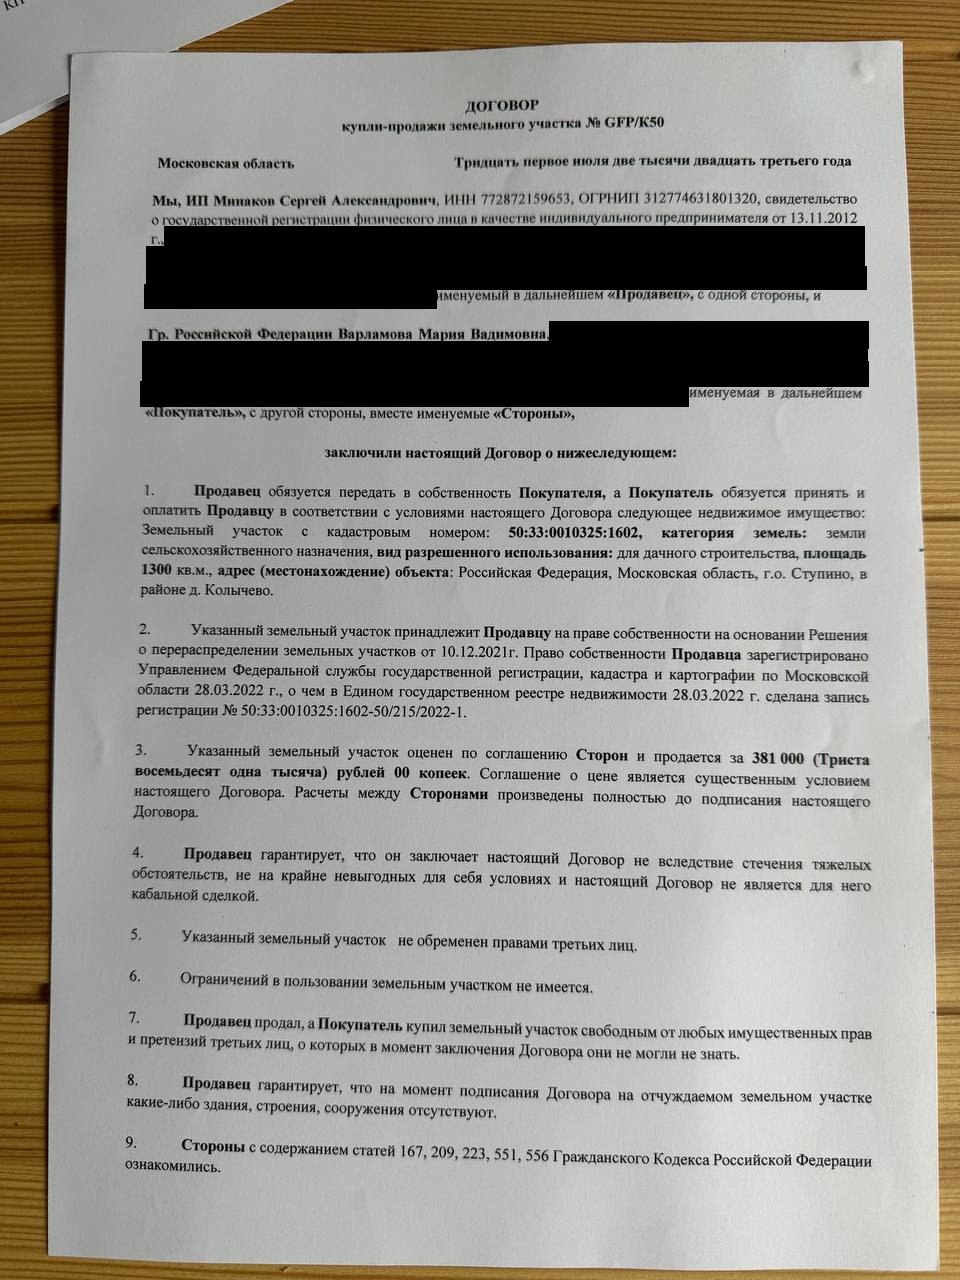 КП
ДОГОВОР
купли-продажи земельного участка № GFP/К50
Московская область Тридцать первое июля две тысячи двадцать третьего года
Мы, ИП Минаков Сергей Александрович, ИНН 772872159653, ОГРНИП 312774631801320, свидетельство
о государственной регистрации физического лица в качестве индивидуального предпринимателя от 13.11.2012
г.,
именуемый в дальнейшем «Продавец», с одной стороны, и
Гр. Российской Федерации Варламова Мария Вадимовна,
именуемая в дальнейшем
«Покупатель», с другой стороны, вместе именуемые «Стороны»,
заключили настоящий Договор о нижеследующем:
1. Продавец обязуется передать в собственность Покупателя, а Покупатель обязуется принять и
оплатить Продавцу в соответствии с условиями настоящего Договора следующее недвижимое имущество:
Земельный участок с кадастровым номером: 50:33:0010325:1602, категория земель: земли
сельскохозяйственного назначения, вид разрешенного использования: для дачного строительства, площадь
1300 кв.м., адрес (местонахождение) объекта: Российская Федерация, Московская область, г.о. Ступино, в
районе д. Колычево.
2. Указанный земельный участок принадлежит Продавцу на праве собственности на основании Решения
о перераспределении земельных участков от 10.12.2021г. Право собственности Продавца зарегистрировано
Управлением Федеральной службы государственной регистрации, кадастра и картографии по Московской
области 28.03.2022 г., о чем в Едином государственном реестре недвижимости 28.03.2022 г. сделана запись
регистрации № 50:33:0010325:1602-50/215/2022-1.
3. Указанный земельный участок оценен по соглашению Сторон и продается за 381 000 (Триста
восемьдесят одна тысяча) рублей 00 копеек. Соглашение о цене является существенным условием
настоящего Договора. Расчеты между Сторонами произведены полностью до подписания настоящего
Договора.
4. Продавец гарантирует, что он заключает настоящий Договор не вследствие стечения тяжелых
обстоятельств, не на крайне невыгодных для себя условиях и настоящий Договор не является для него
кабальной сделкой.
5. Указанный земельный участок не обременен правами третьих лиц.
6. Ограничений в пользовании земельным участком не имеется.
7. Продавец продал, а Покупатель купил земельный участок свободным от любых имущественных прав
и претензий третьих лиц, о которых в момент заключения Договора они не могли не знать.
8. Продавец гарантирует, что на момент подписания Договора на отчуждаемом земельном участке
какие-либо здания, строения, сооружения отсутствуют.
9. Стороны с содержанием статей 167, 209, 223, 551, 556 Гражданского Кодекса Российской Федерации
ознакомились.